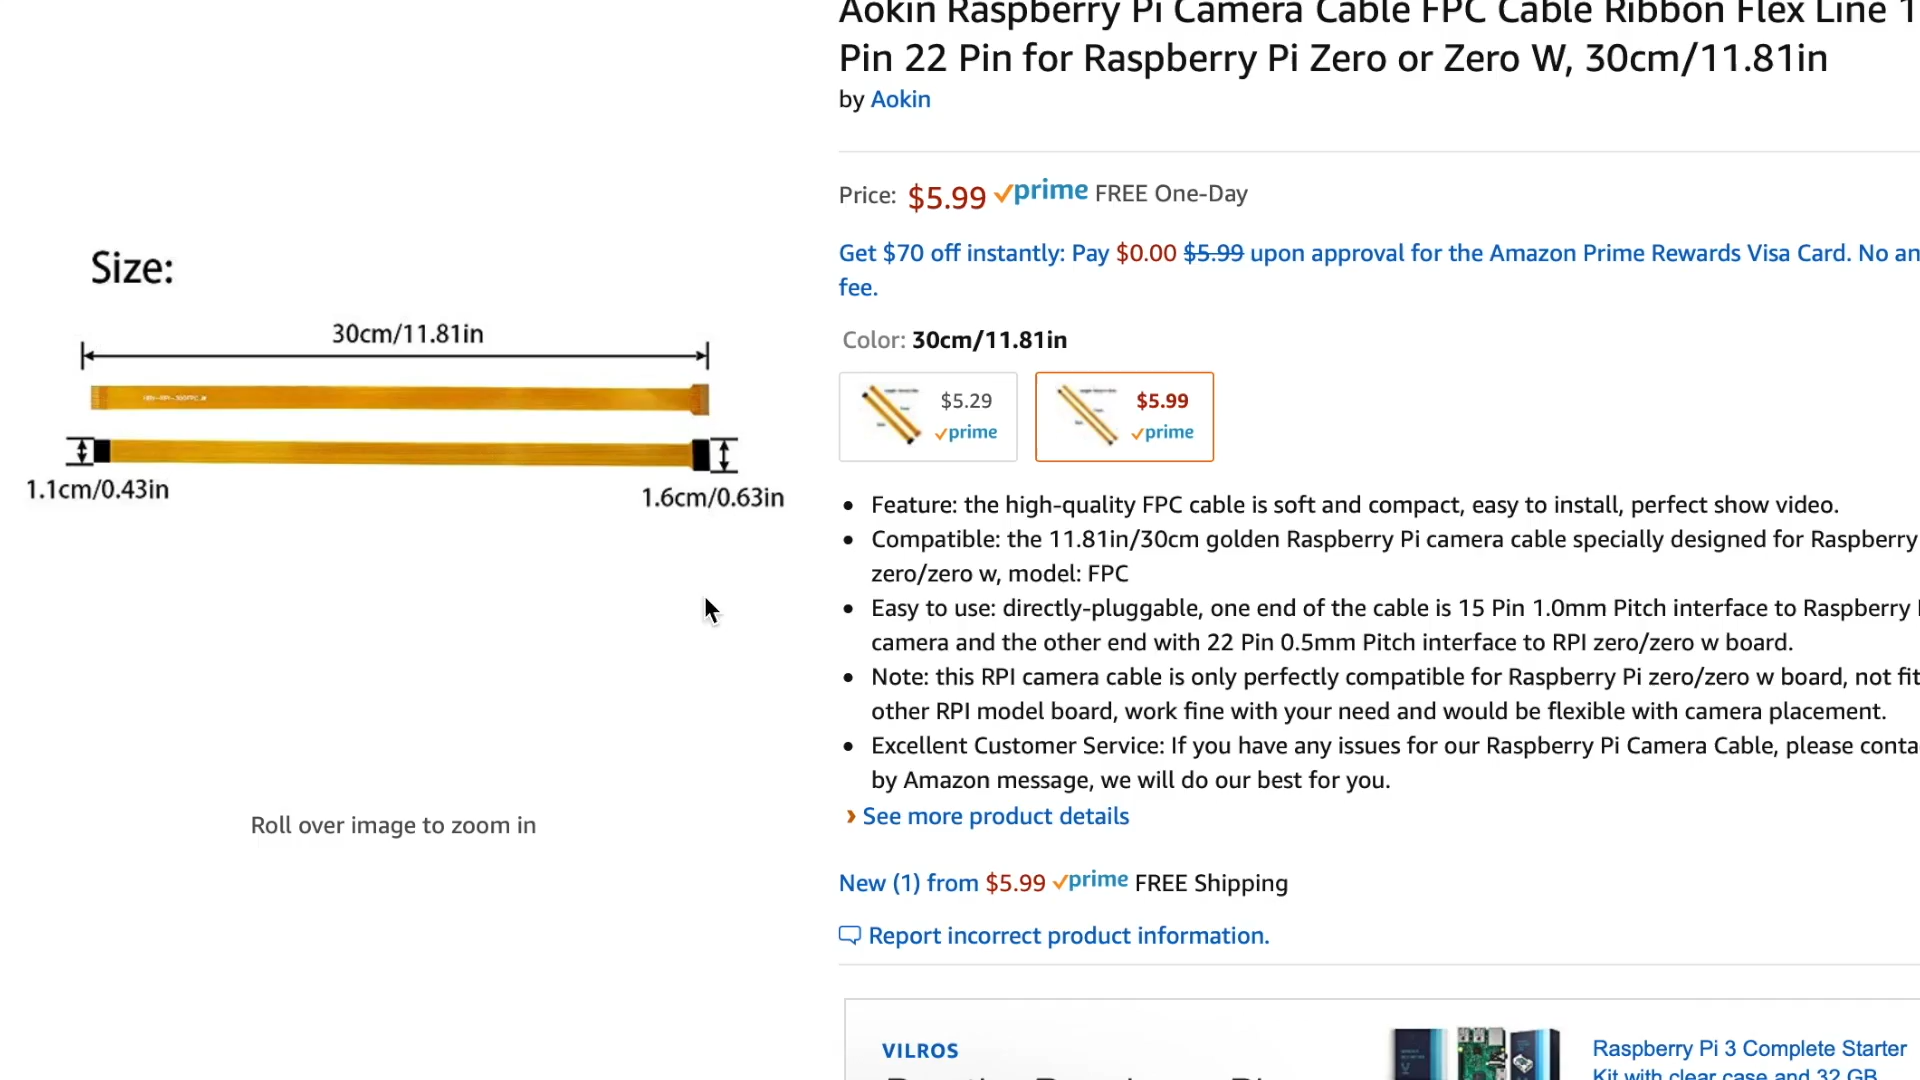 Aokin Raspberry Pi Camera Cable FPC Cable Ribbon Flex Line 1
Pin 22 Pin for Raspberry Pi Zero or Zero W, 30cm/11.81in
by Aokin
Price: $5.99 prime FREE One-Day
Get $70 off instantly: Pay $0.00 $5.99 upon approval for the Amazon Prime Rewards Visa Card. No an
fee.
Color: 30cm/11.81in
$5.29
prime
$5.99
prime
Size:
30cm/11.81in
1.1cm/0.43in
1.6cm/0.63in
Roll over image to zoom in
• Feature: the high-quality FPC cable is soft and compact, easy to install, perfect show video.
• Compatible: the 11.81in/30cm golden Raspberry Pi camera cable specially designed for Raspberry
zero/zero w, model: FPC
• Easy to use: directly-pluggable, one end of the cable is 15 Pin 1.0mm Pitch interface to Raspberry
camera and the other end with 22 Pin 0.5mm Pitch interface to RPI zero/zero w board.
• Note: this RPI camera cable is only perfectly compatible for Raspberry Pi zero/zero w board, not fit
other RPI model board, work fine with your need and would be flexible with camera placement.
• Excellent Customer Service: If you have any issues for our Raspberry Pi Camera Cable, please conta
by Amazon message, we will do our best for you.
› See more product details
New (1) from $5.99 prime FREE Shipping
Report incorrect product information.
VILROS
Raspberry Pi 3 Complete Starter
Kit with clear case and 32 GB